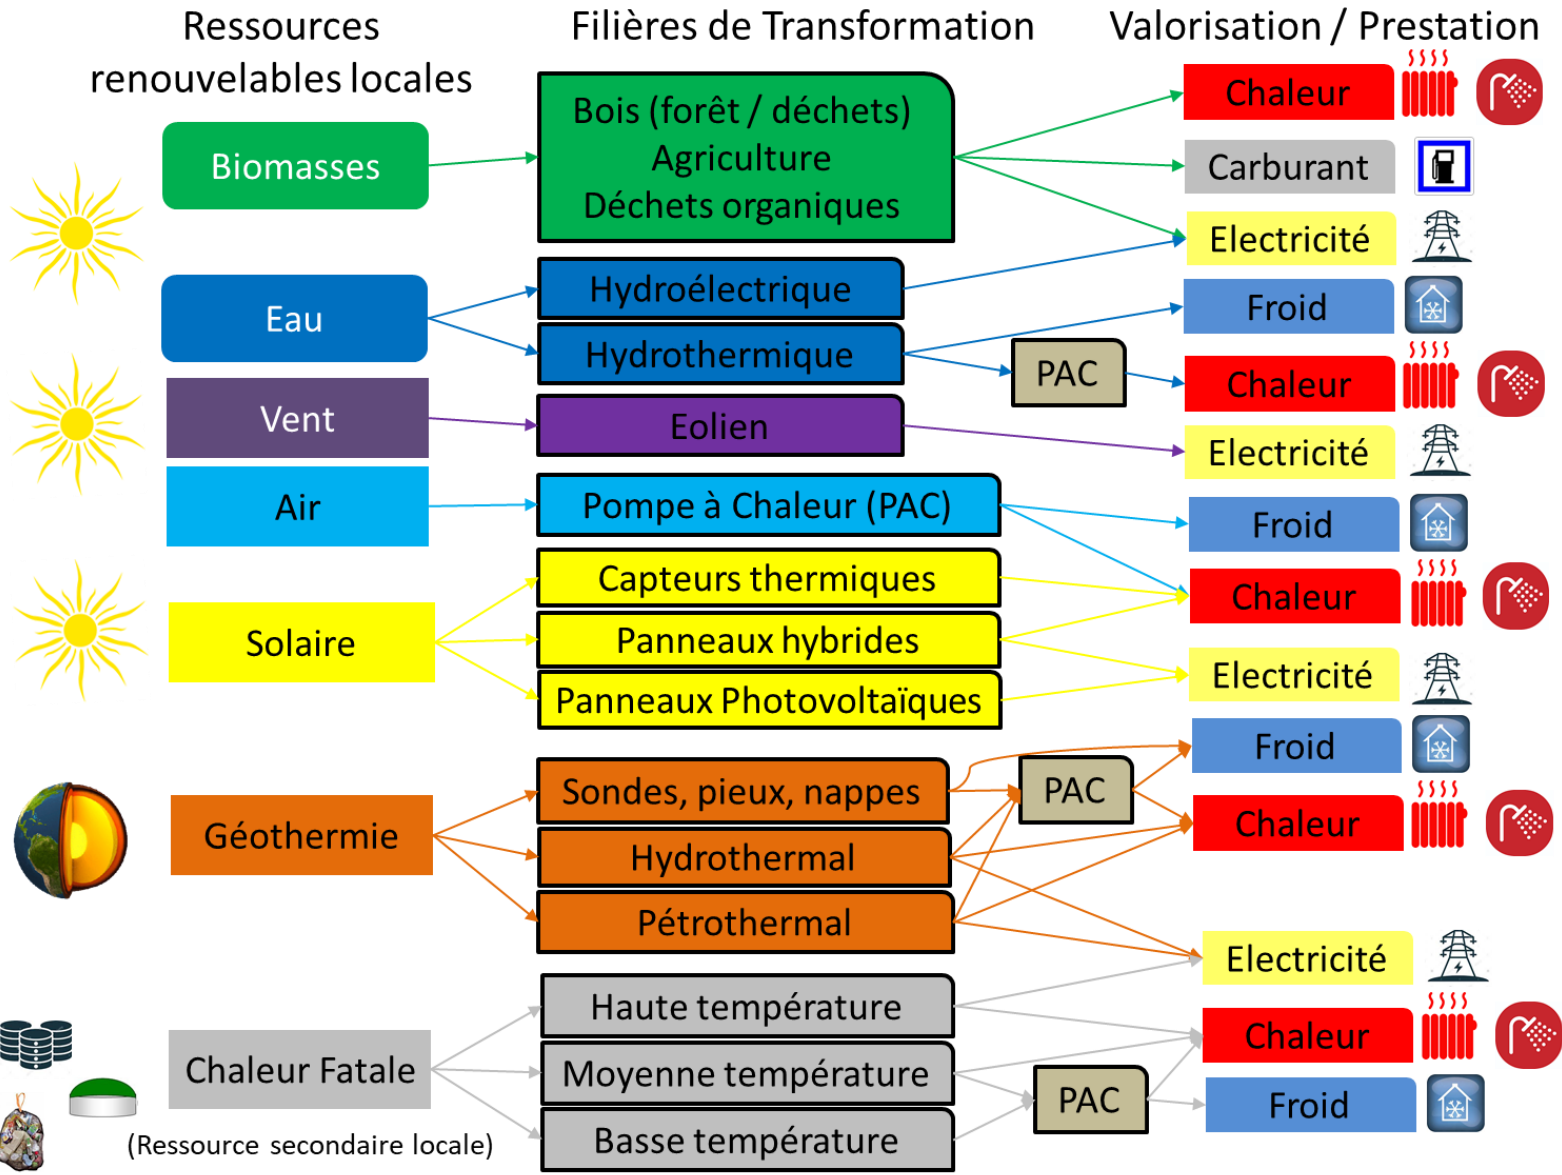 Ressources
renouvelables locales
Filières de Transformation
Valorisation / Prestation
Biomasses
Bois (forêt / déchets)
Agriculture
Déchets organiques
Chaleur
Carburant
Electricité
Eau
Hydroélectrique
Hydrothermique
PAC
Froid
Chaleur
Vent
Eolien
Electricité
Air
Pompe à Chaleur (PAC)
Froid
Chaleur
Solaire
Capteurs thermiques
Panneaux hybrides
Panneaux Photovoltaïques
Electricité
Géothermie
Sondes, pieux, nappes
Hydrothermal
Pétrothermal
PAC
Froid
Chaleur
Electricité
Chaleur Fatale
(Ressource secondaire locale)
Haute température
Moyenne température
Basse température
PAC
Chaleur
Froid